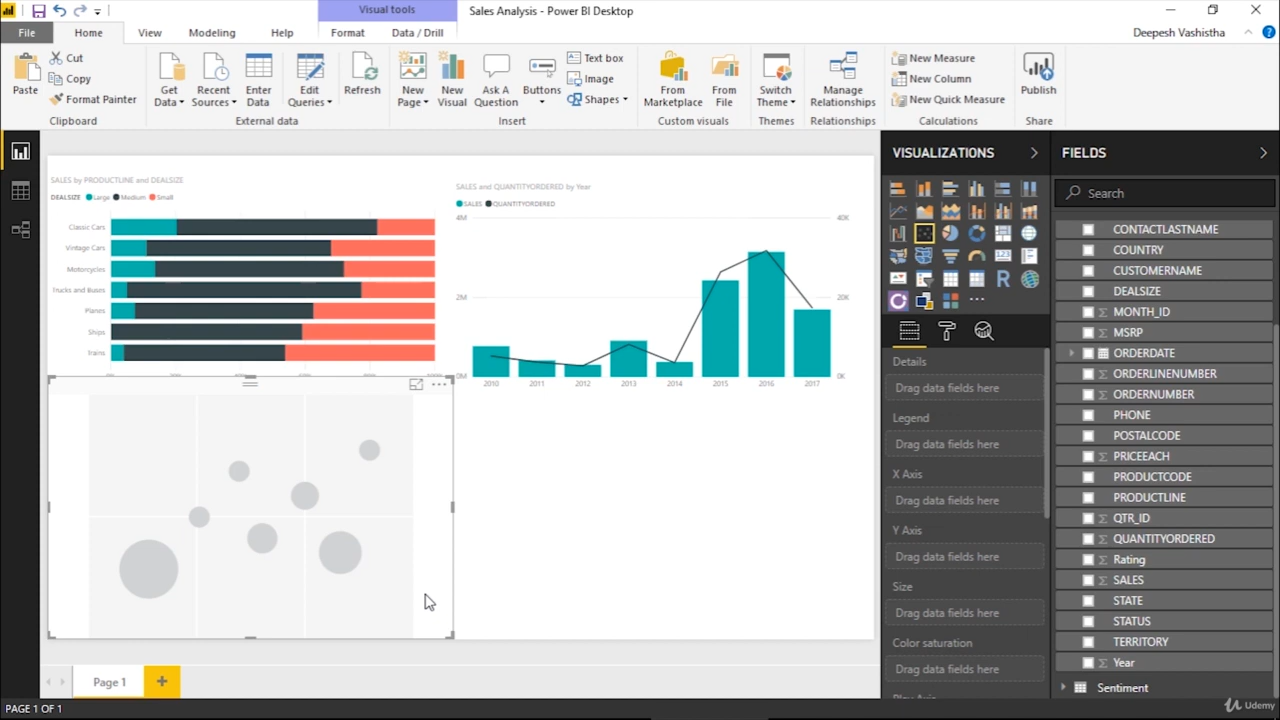 Visual tools
Sales Analysis - Power BI Desktop
File
Home
View
Modeling
Help
Format
Data / Drill
Deepesh Vashistha
Paste
Cut
Copy
Format Painter
Clipboard
Get Data
Recent Sources
Enter Data
Edit Queries
Refresh
External data
New Page
New Visual
Ask A Question
Buttons
Text box
Image
Shapes
Insert
From Marketplace
From File
Custom visuals
Switch Theme
Themes
Manage Relationships
Relationships
New Measure
New Column
New Quick Measure
Calculations
Publish
Share
SALES by PRODUCTLINE and DEALSIZE
DEALSIZE Large Medium Small
Classic Cars
Vintage Cars
Motorcycles
Trucks and Buses
Planes
Ships
Trains
SALES and QUANTITYORDERED by Year
SALES QUANTITYORDERED
4M
40K
2M
20K
0M
0K
2010 2011 2012 2013 2014 2015 2016 2017
VISUALIZATIONS
Details
Drag data fields here
Legend
Drag data fields here
X Axis
Drag data fields here
Y Axis
Drag data fields here
Size
Drag data fields here
Color saturation
Drag data fields here
FIELDS
Search
CONTACTLASTNAME
COUNTRY
CUSTOMERNAME
DEALSIZE
MONTH_ID
MSRP
ORDERDATE
ORDERLINENUMBER
ORDERNUMBER
PHONE
POSTALCODE
PRICEEACH
PRODUCTCODE
PRODUCTLINE
QTR_ID
QUANTITYORDERED
Rating
SALES
STATE
STATUS
TERRITORY
Year
Sentiment
Page 1
PAGE 1 OF 1
Udemy